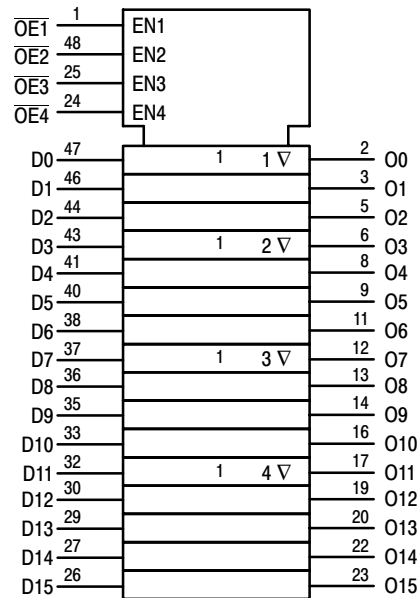 OE1 1 EN1
OE2 48 EN2
OE3 25 EN3
OE4 24 EN4
D0 47 1 1 ∇ 2 O0
D1 46 3 O1
D2 44 5 O2
D3 43 1 2 ∇ 6 O3
D4 41 8 O4
D5 40 9 O5
D6 38 11 O6
D7 37 1 3 ∇ 12 O7
D8 36 13 O8
D9 35 14 O9
D10 33 16 O10
D11 32 1 4 ∇ 17 O11
D12 30 19 O12
D13 29 20 O13
D14 27 22 O14
D15 26 23 O15